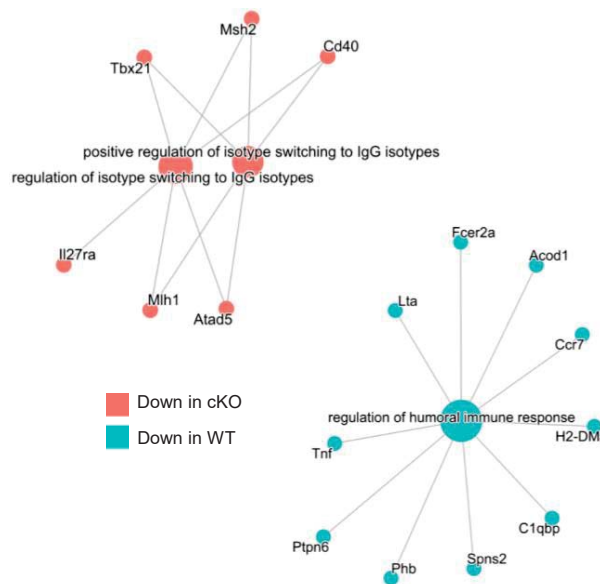 Msh2
Cd40
Tbx21
positive regulation of isotype switching to IgG isotypes
regulation of isotype switching to IgG isotypes
Il27ra
Mlh1
Atad5
Fcer2a
Acod1
Lta
Ccr7
Down in cKO
Down in WT
regulation of humoral immune response
H2-DM
Tnf
C1qbp
Ptpn6
Phb
Spns2